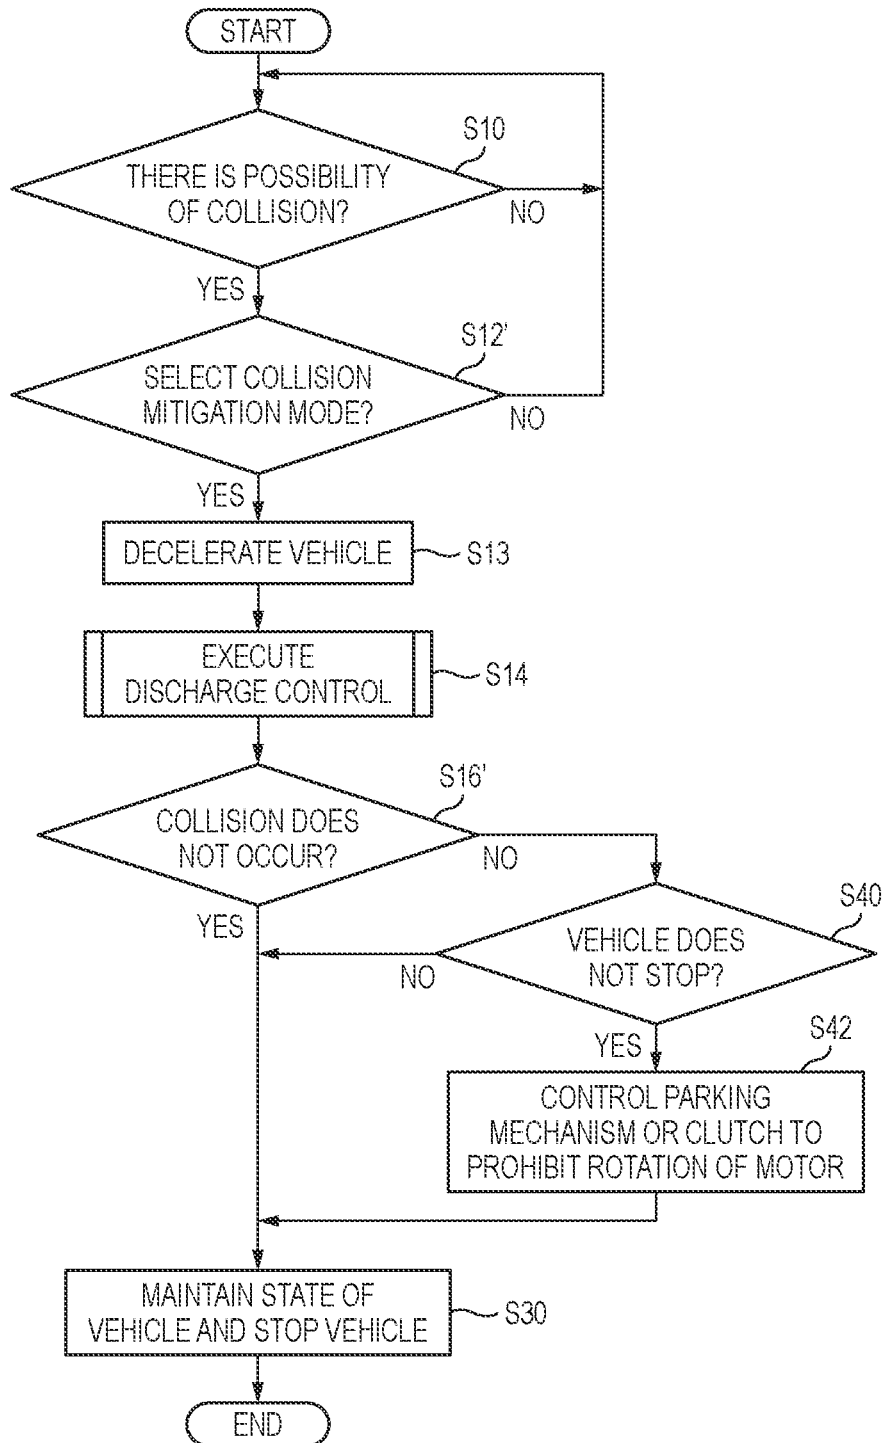 START
S10
THERE IS POSSIBILITY
OF COLLISION?
NO
YES
S12'
SELECT COLLISION
MITIGATION MODE?
NO
YES
DECELERATE VEHICLE
S13
EXECUTE
DISCHARGE CONTROL
S14
S16'
COLLISION DOES
NOT OCCUR?
NO
YES
S40
VEHICLE DOES
NOT STOP?
NO
YES
S42
CONTROL PARKING
MECHANISM OR CLUTCH TO
PROHIBIT ROTATION OF MOTOR
MAINTAIN STATE OF
VEHICLE AND STOP VEHICLE
S30
END